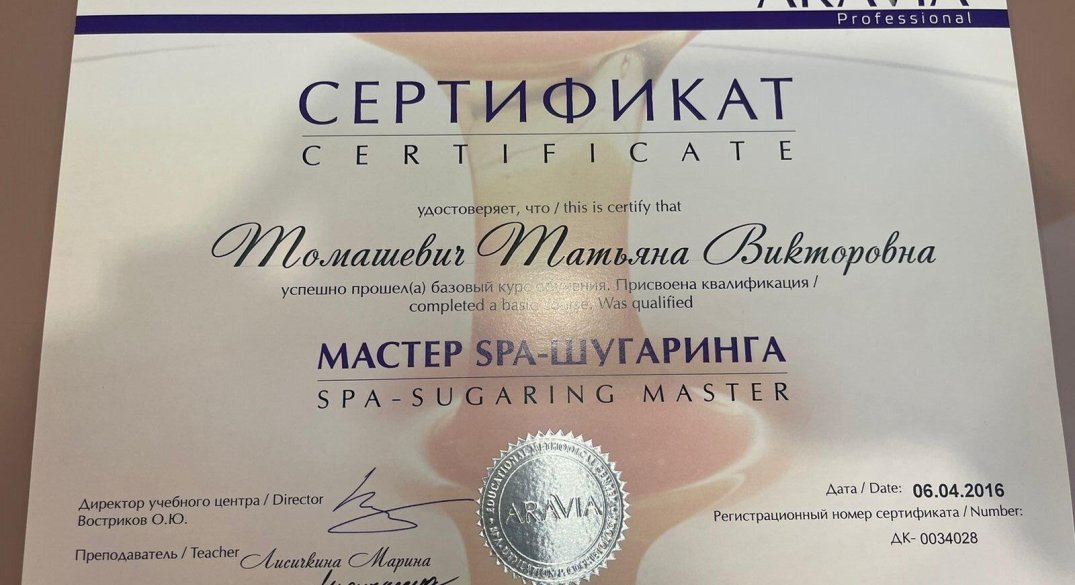 ARAVIA
Professional
СЕРТИФИКАТ
CERTIFICATE
удостоверяет, что / this is certify that
Томашевич Татьяна Викторовна
успешно прошел(а) базовый курс обучения. Присвоена квалификация /
completed a basic course. Was qualified
МАСТЕР SPA-ШУГАРИНГА
SPA-SUGARING MASTER
Директор учебного центра / Director
Востриков О.Ю.
Преподаватель / Teacher Лисичкина Марина
ARAVIA
Дата / Date: 06.04.2016
Регистрационный номер сертификата / Number:
ДК- 0034028